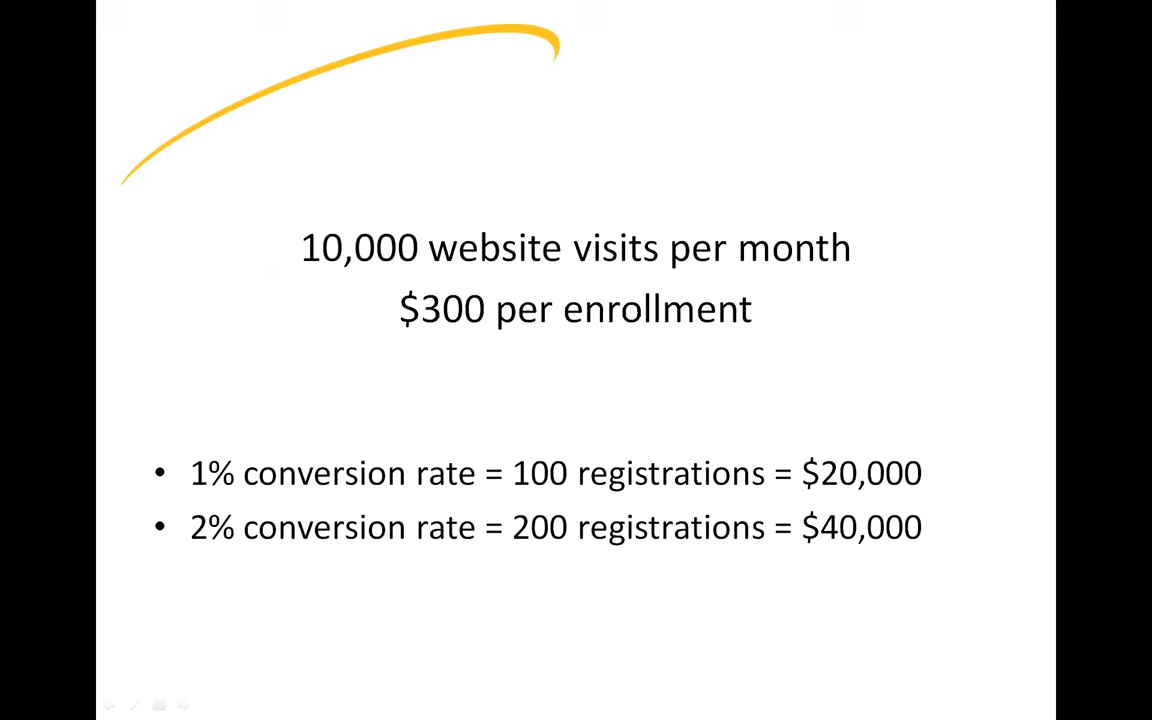 10,000 website visits per month
$300 per enrollment
• 1% conversion rate = 100 registrations = $20,000
• 2% conversion rate = 200 registrations = $40,000